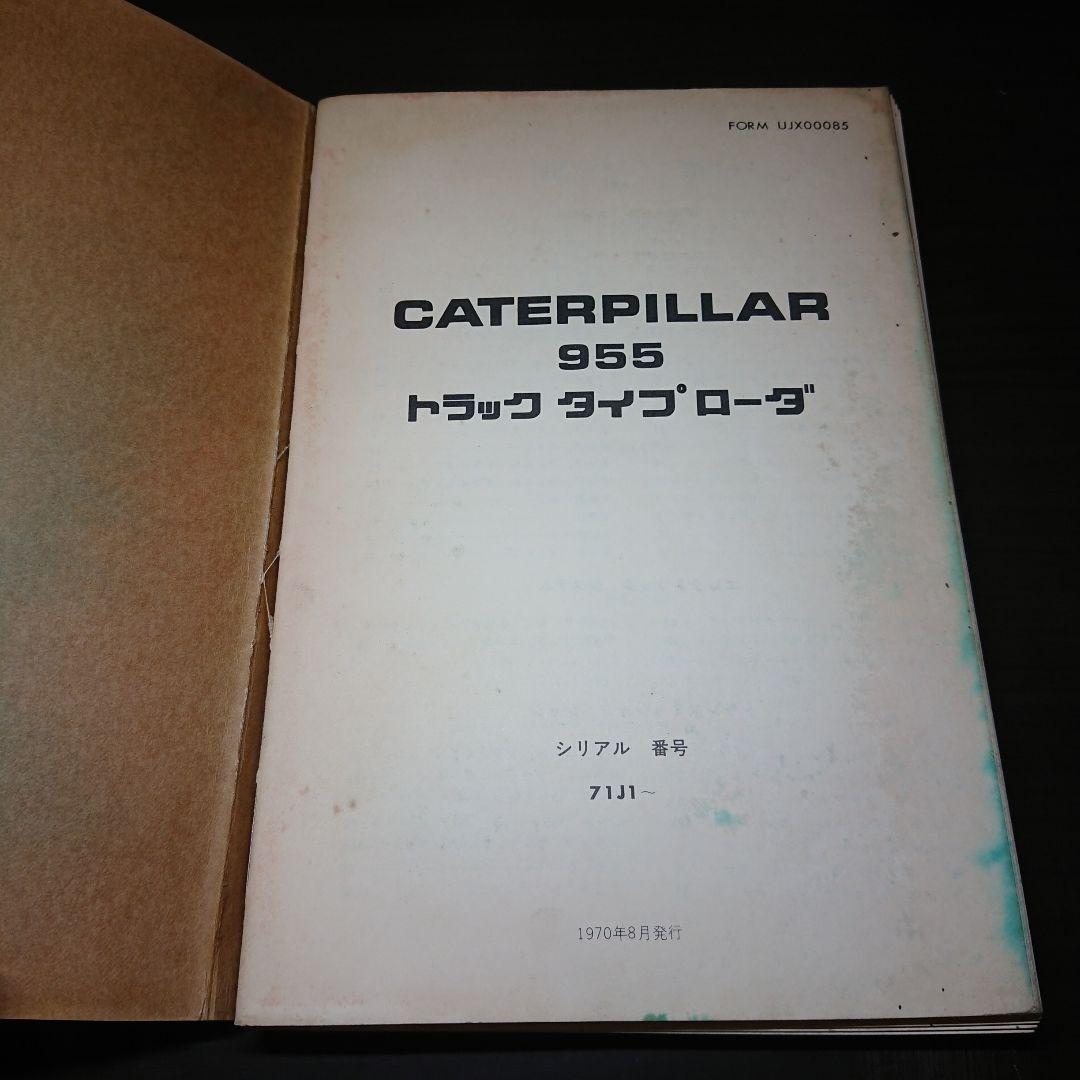 FORM UJX00085
CATERPILLAR
955
トラック タイプ ローダ
シリアル 番号
71J1～
1970年8月発行